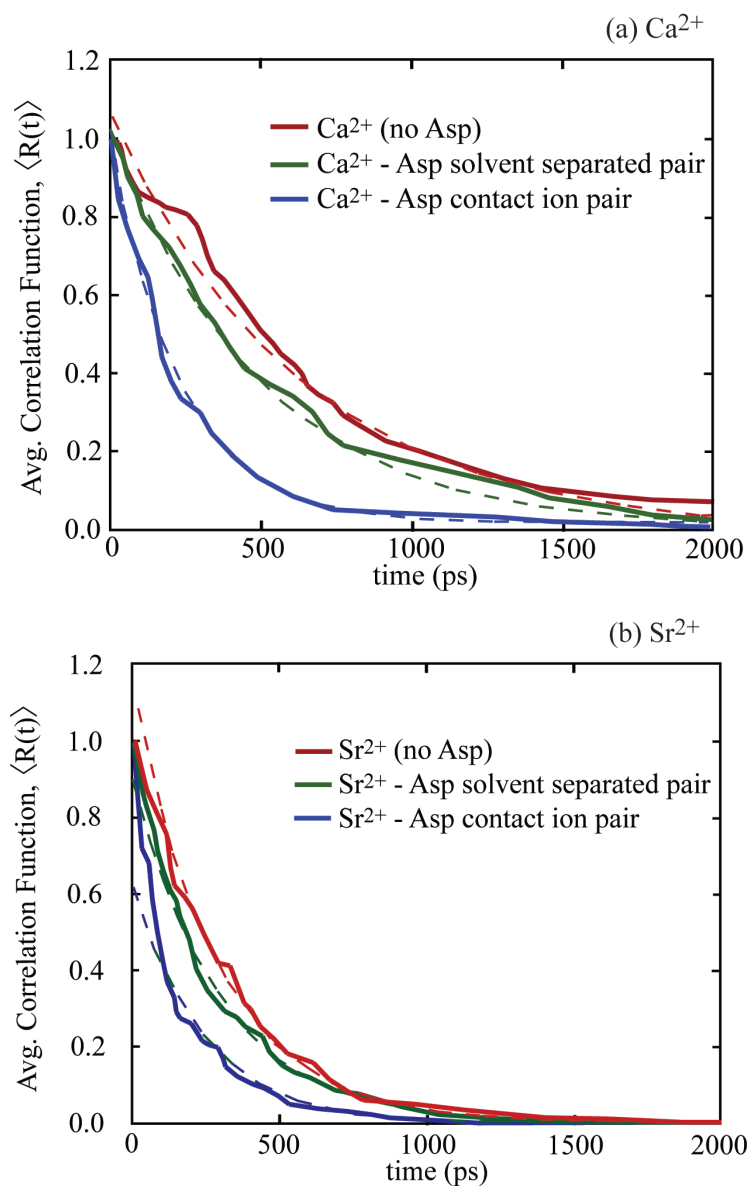 (a) Ca²⁺
1.2
1.0
0.8
0.6
0.4
0.2
0.0
Avg. Correlation Function, ⟨R(t)⟩
Ca²⁺ (no Asp)
Ca²⁺ - Asp solvent separated pair
Ca²⁺ - Asp contact ion pair
0 500 1000 1500 2000
time (ps)
(b) Sr²⁺
1.2
1.0
0.8
0.6
0.4
0.2
0.0
Avg. Correlation Function, ⟨R(t)⟩
Sr²⁺ (no Asp)
Sr²⁺ - Asp solvent separated pair
Sr²⁺ - Asp contact ion pair
0 500 1000 1500 2000
time (ps)